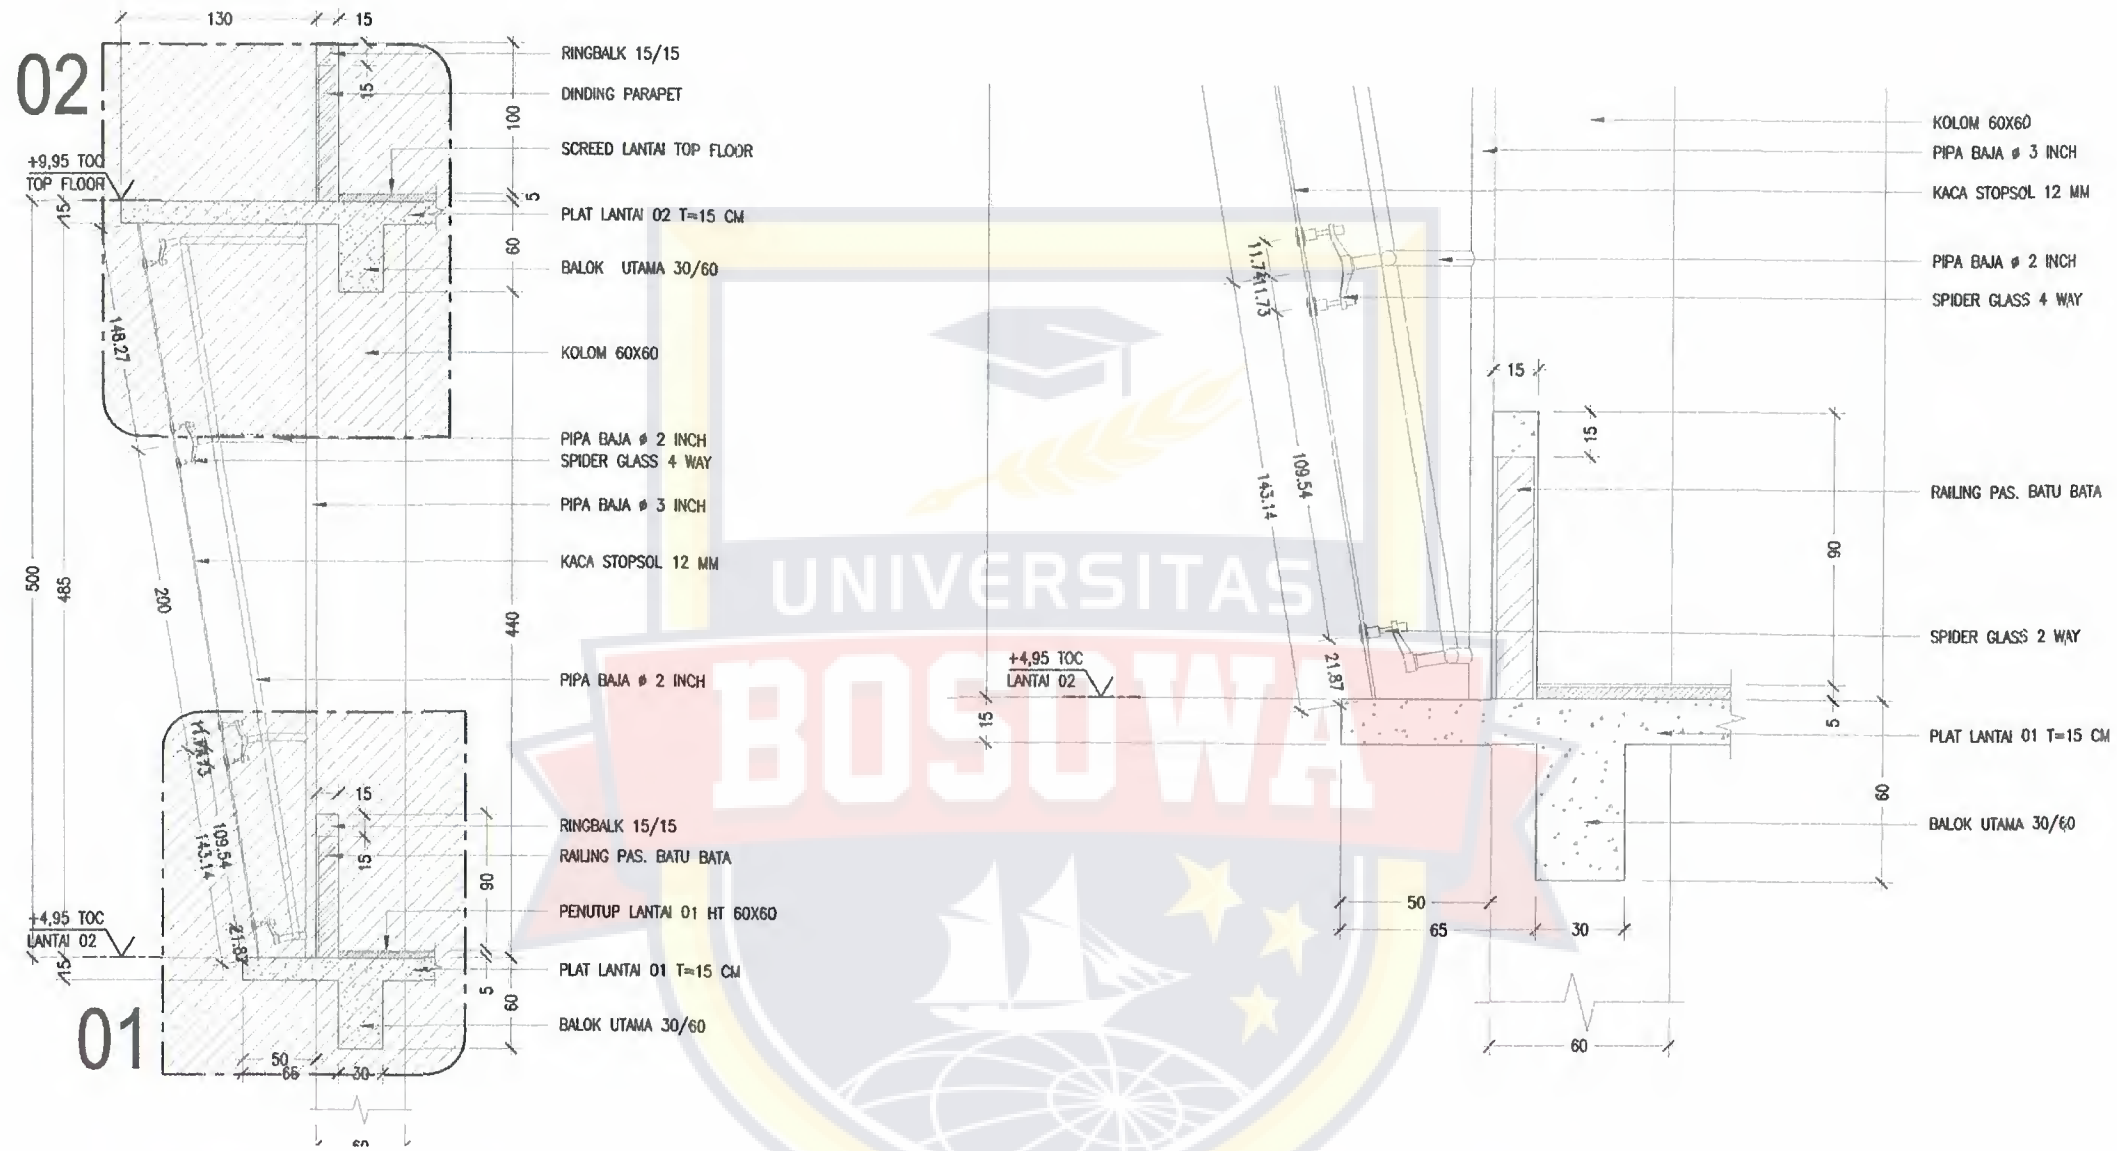 130
15
02
RINGBALK 15/15
15
DINDING PARAPET
100
SCREED LANTAI TOP FLOOR
+9,95 TOC
TOP FLOOR
5
15
PLAT LANTAI 02 T=15 CM
60
BALOK UTAMA 30/60
148.27
KOLOM 60X60
PIPA BAJA ø 2 INCH
SPIDER GLASS 4 WAY
PIPA BAJA ø 3 INCH
KACA STOPSOL 12 MM
500
485
200
440
PIPA BAJA ø 2 INCH
15
RINGBALK 15/15
15
RAILING PAS. BATU BATA
109.54
143.14
90
PENUTUP LANTAI 01 HT 60X60
+4,95 TOC
LANTAI 02
21.87
15
PLAT LANTAI 01 T=15 CM
5
60
BALOK UTAMA 30/60
01
50
30
60
KOLOM 60X60
PIPA BAJA ø 3 INCH
KACA STOPSOL 12 MM
PIPA BAJA ø 2 INCH
SPIDER GLASS 4 WAY
11.74
11.73
15
15
109.54
143.14
RAILING PAS. BATU BATA
90
SPIDER GLASS 2 WAY
+4,95 TOC
LANTAI 02
21.87
15
5
PLAT LANTAI 01 T=15 CM
60
BALOK UTAMA 30/60
50
65
30
60
UNIVERSITAS
BOSOWA